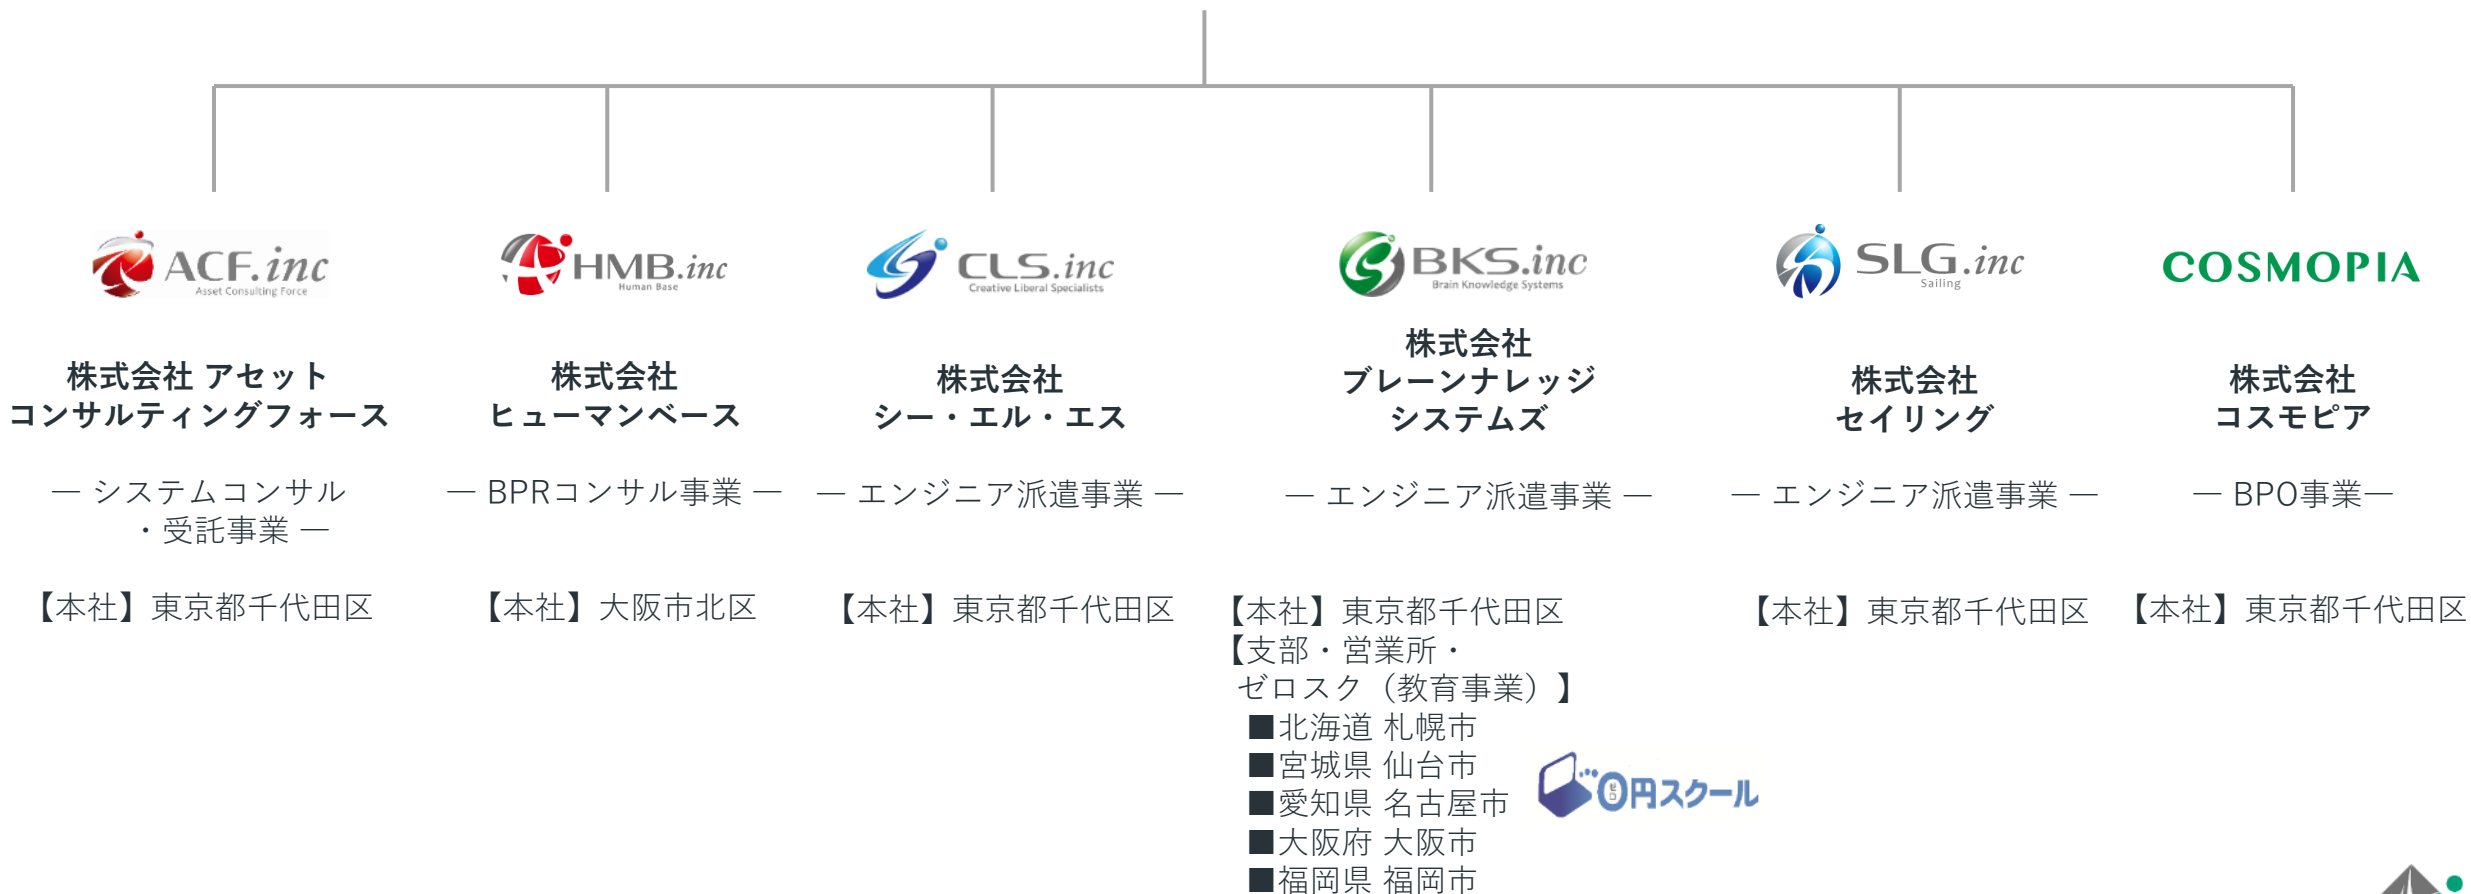 ACF.inc
Asset Consulting Force
株式会社 アセット
コンサルティングフォース
― システムコンサル
・受託事業 ―
【本社】東京都千代田区
HMB.inc
Human Base
株式会社
ヒューマンベース
― BPRコンサル事業 ―
【本社】大阪市北区
CLS.inc
Creative Liberal Specialists
株式会社
シー・エル・エス
― エンジニア派遣事業 ―
【本社】東京都千代田区
BKS.inc
Brain Knowledge Systems
株式会社
ブレーンナレッジ
システムズ
― エンジニア派遣事業 ―
【本社】東京都千代田区
【支部・営業所・
ゼロスク（教育事業）】
■北海道 札幌市
■宮城県 仙台市
■愛知県 名古屋市
■大阪府 大阪市
■福岡県 福岡市
0円スクール
ゼロ
SLG.inc
Sailing
株式会社
セイリング
― エンジニア派遣事業 ―
【本社】東京都千代田区
COSMOPIA
株式会社
コスモピア
― BPO事業―
【本社】東京都千代田区